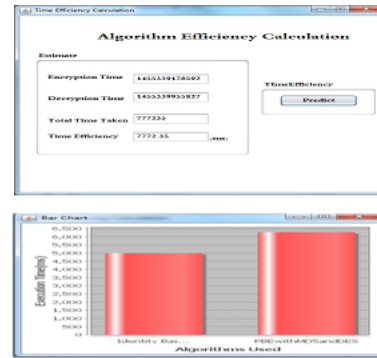 Time Efficiency Calculation
Algorithm Efficiency Calculation
Estimate
Encryption Time 1455339478592
Decryption Time 1455339955827
Total Time Taken 777235
Time Efficiency 7772.35
TImeEfficiency
Predict
Bar Chart
6,500
6,000
5,500
5,000
4,500
4,000
3,500
3,000
2,500
2,000
1,500
1,000
500
0
Execution Time(ms)
Identity Bas...
PBEwithMD5andDES
Algorithms Used